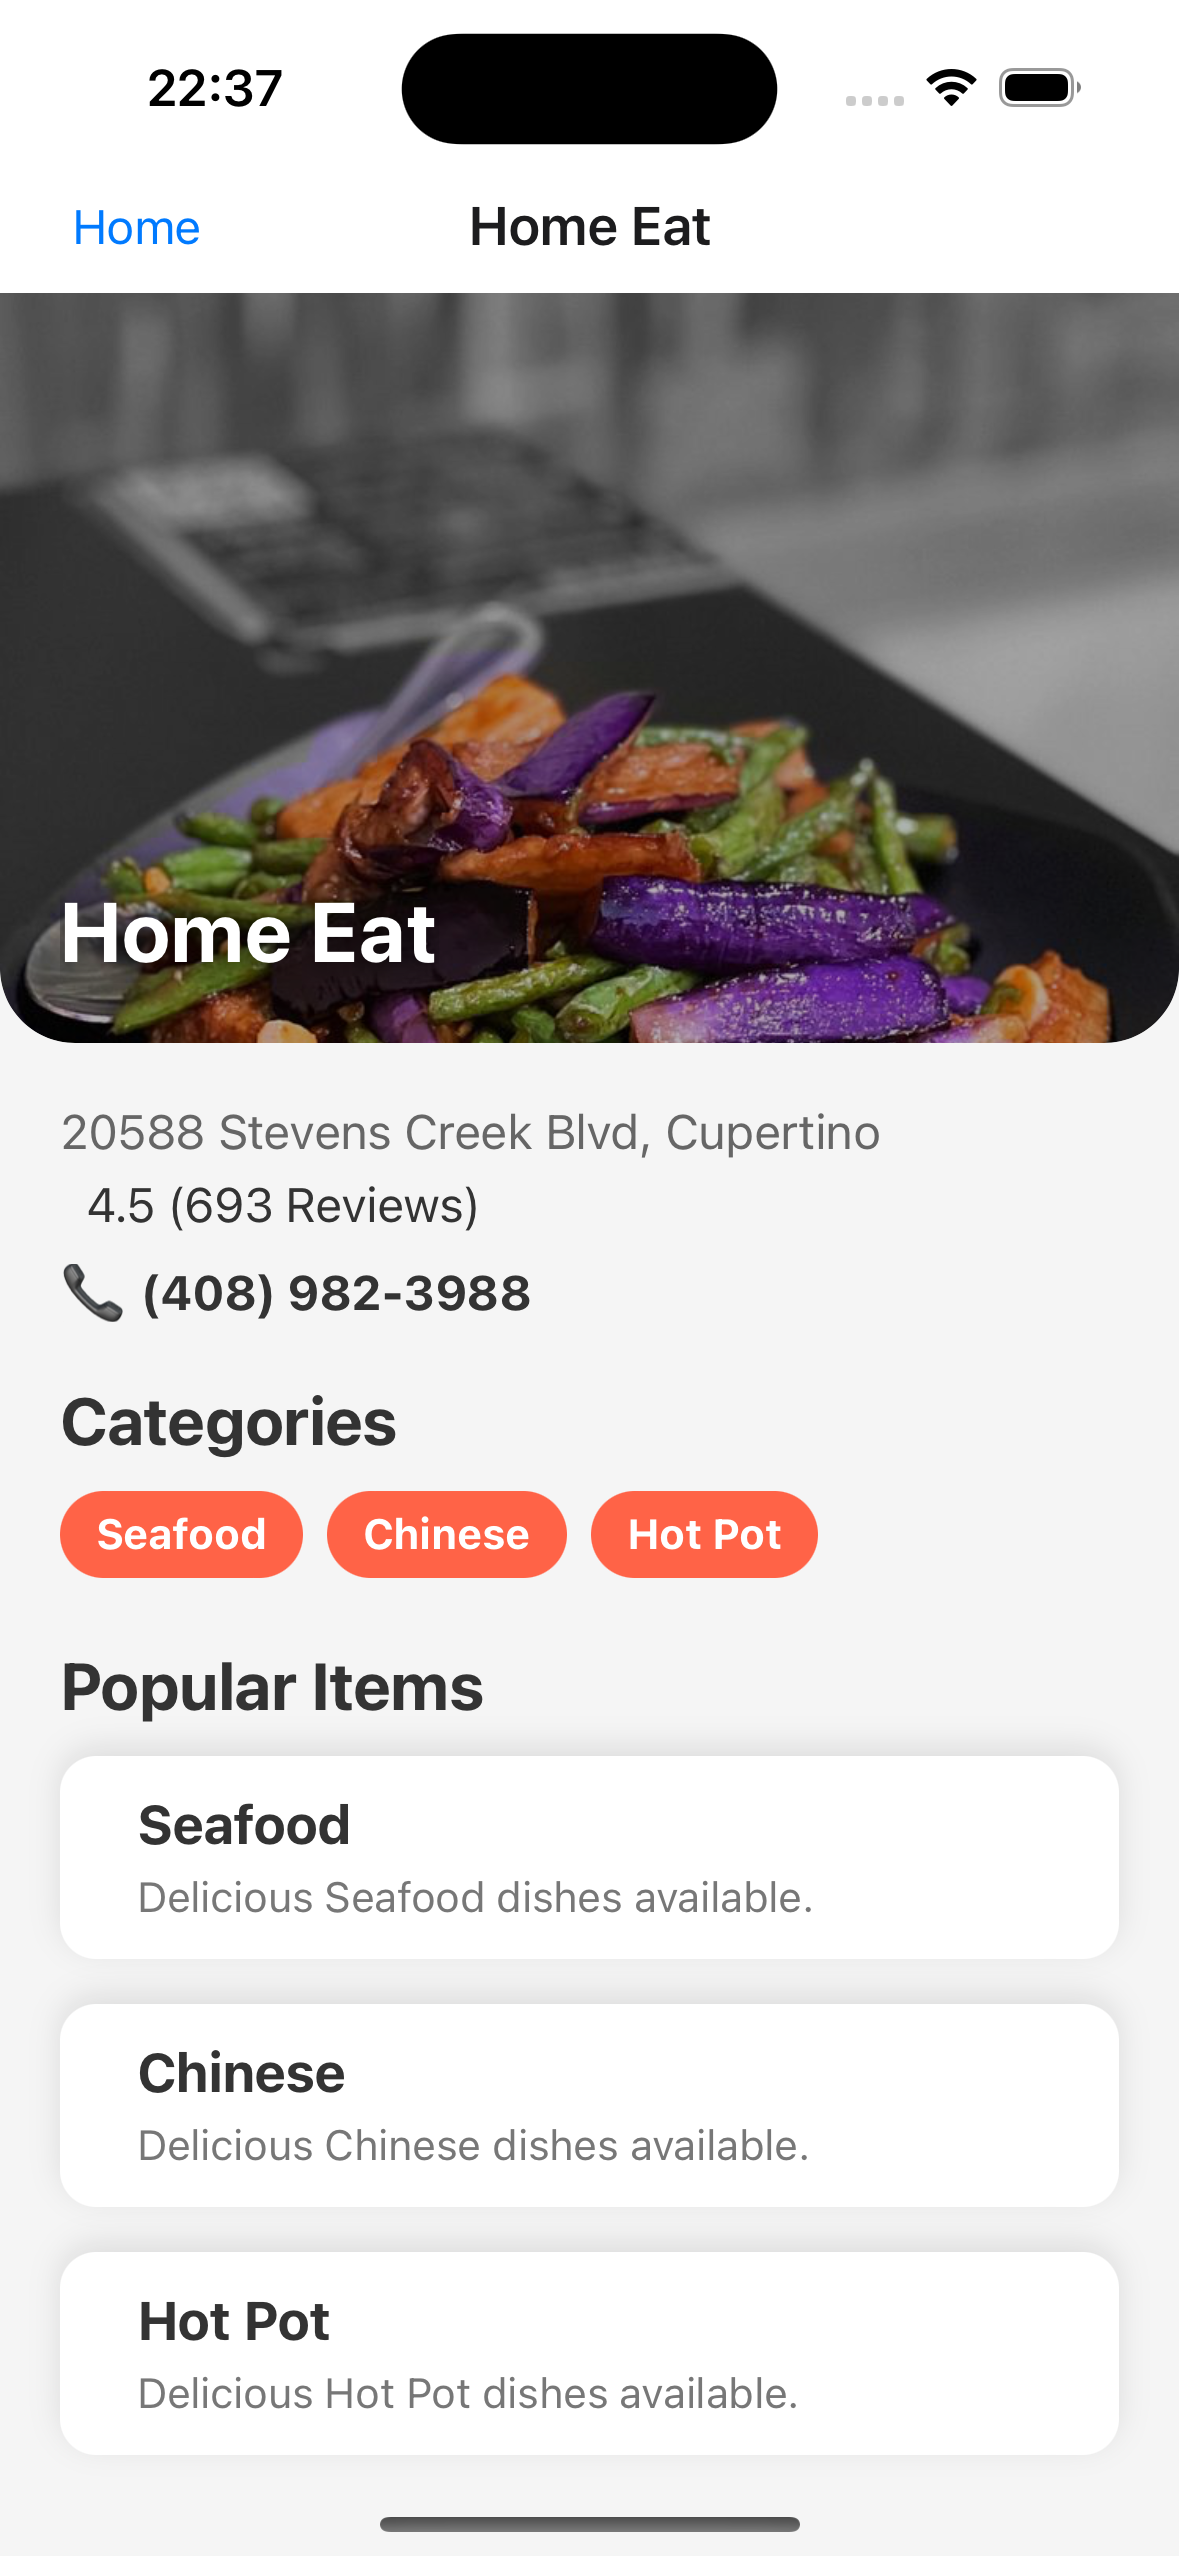 22:37
Home
Home Eat
Home Eat
20588 Stevens Creek Blvd, Cupertino
4.5 (693 Reviews)
📞 (408) 982-3988
Categories
Seafood Chinese Hot Pot
Popular Items
Seafood
Delicious Seafood dishes available.
Chinese
Delicious Chinese dishes available.
Hot Pot
Delicious Hot Pot dishes available.